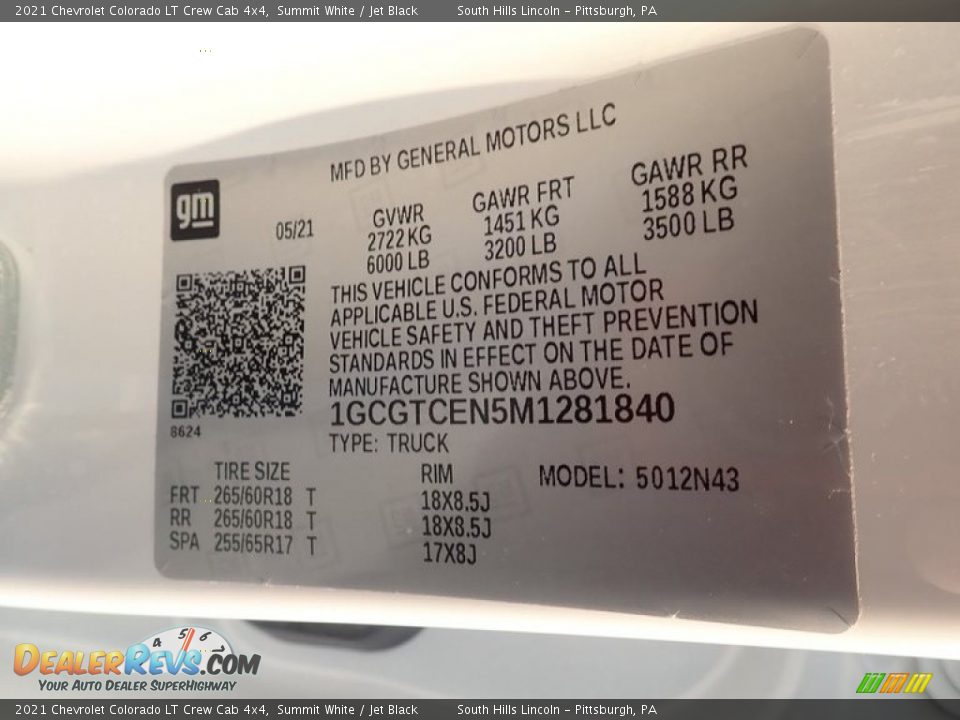 2021 Chevrolet Colorado LT Crew Cab 4x4, Summit White / Jet Black South Hills Lincoln - Pittsburgh, PA
MFD BY GENERAL MOTORS LLC
gm
05/21
GVWR GAWR FRT GAWR RR
2722 KG 1451 KG 1588 KG
6000 LB 3200 LB 3500 LB
THIS VEHICLE CONFORMS TO ALL
APPLICABLE U.S. FEDERAL MOTOR
VEHICLE SAFETY AND THEFT PREVENTION
STANDARDS IN EFFECT ON THE DATE OF
MANUFACTURE SHOWN ABOVE.
1GCGTCEN5M1281840
8624
TYPE: TRUCK
TIRE SIZE RIM MODEL: 5012N43
FRT 265/60R18 T 18X8.5J
RR 265/60R18 T 18X8.5J
SPA 255/65R17 T 17X8J
4 5 6
DEALERREVS.COM
YOUR AUTO DEALER SUPERHIGHWAY
2021 Chevrolet Colorado LT Crew Cab 4x4, Summit White / Jet Black South Hills Lincoln - Pittsburgh, PA